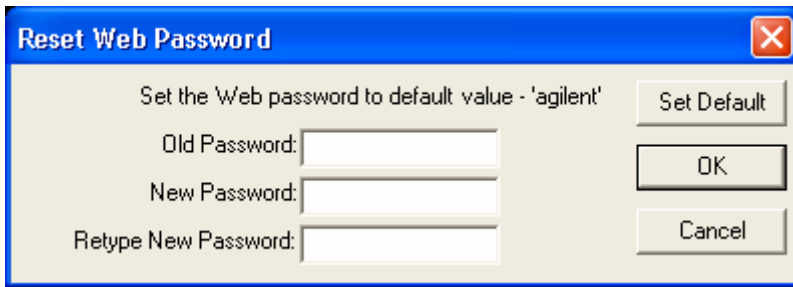 Reset Web Password
Set the Web password to default value - 'agilent'
Set Default
Old Password:
OK
New Password:
Retype New Password:
Cancel